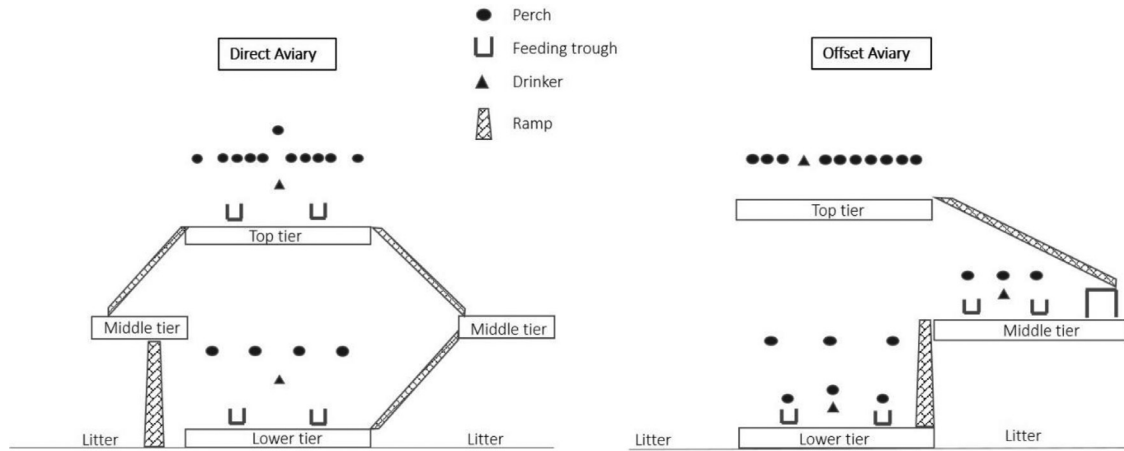 Direct Aviary
Perch
Feeding trough
Drinker
Ramp
Offset Aviary
Top tier
Middle tier
Middle tier
Litter
Lower tier
Litter
Top tier
Middle tier
Litter
Lower tier
Litter